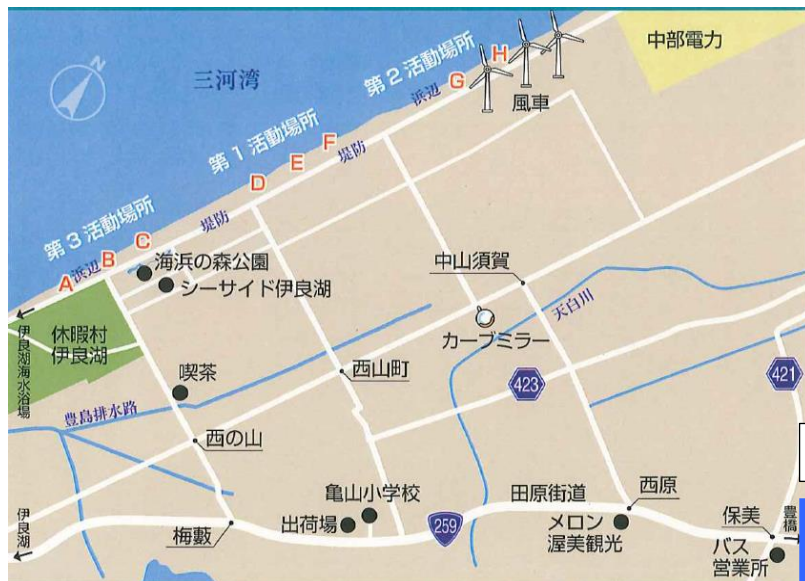 中部電力
N
三河湾
第2活動場所
H
G
浜辺
風車
第1活動場所
F
E
D
堤防
堤防
第3活動場所
C
B
A
浜辺
海浜の森公園
シーサイド伊良湖
中山須賀
天白川
休暇村
伊良湖
伊良湖海水浴場
カーブミラー
喫茶
西山町
423
421
豊島排水路
西の山
亀山小学校
出荷場
259
田原街道
西原
メロン
渥美観光
保美
豊橋
バス
営業所
伊良湖
梅藪